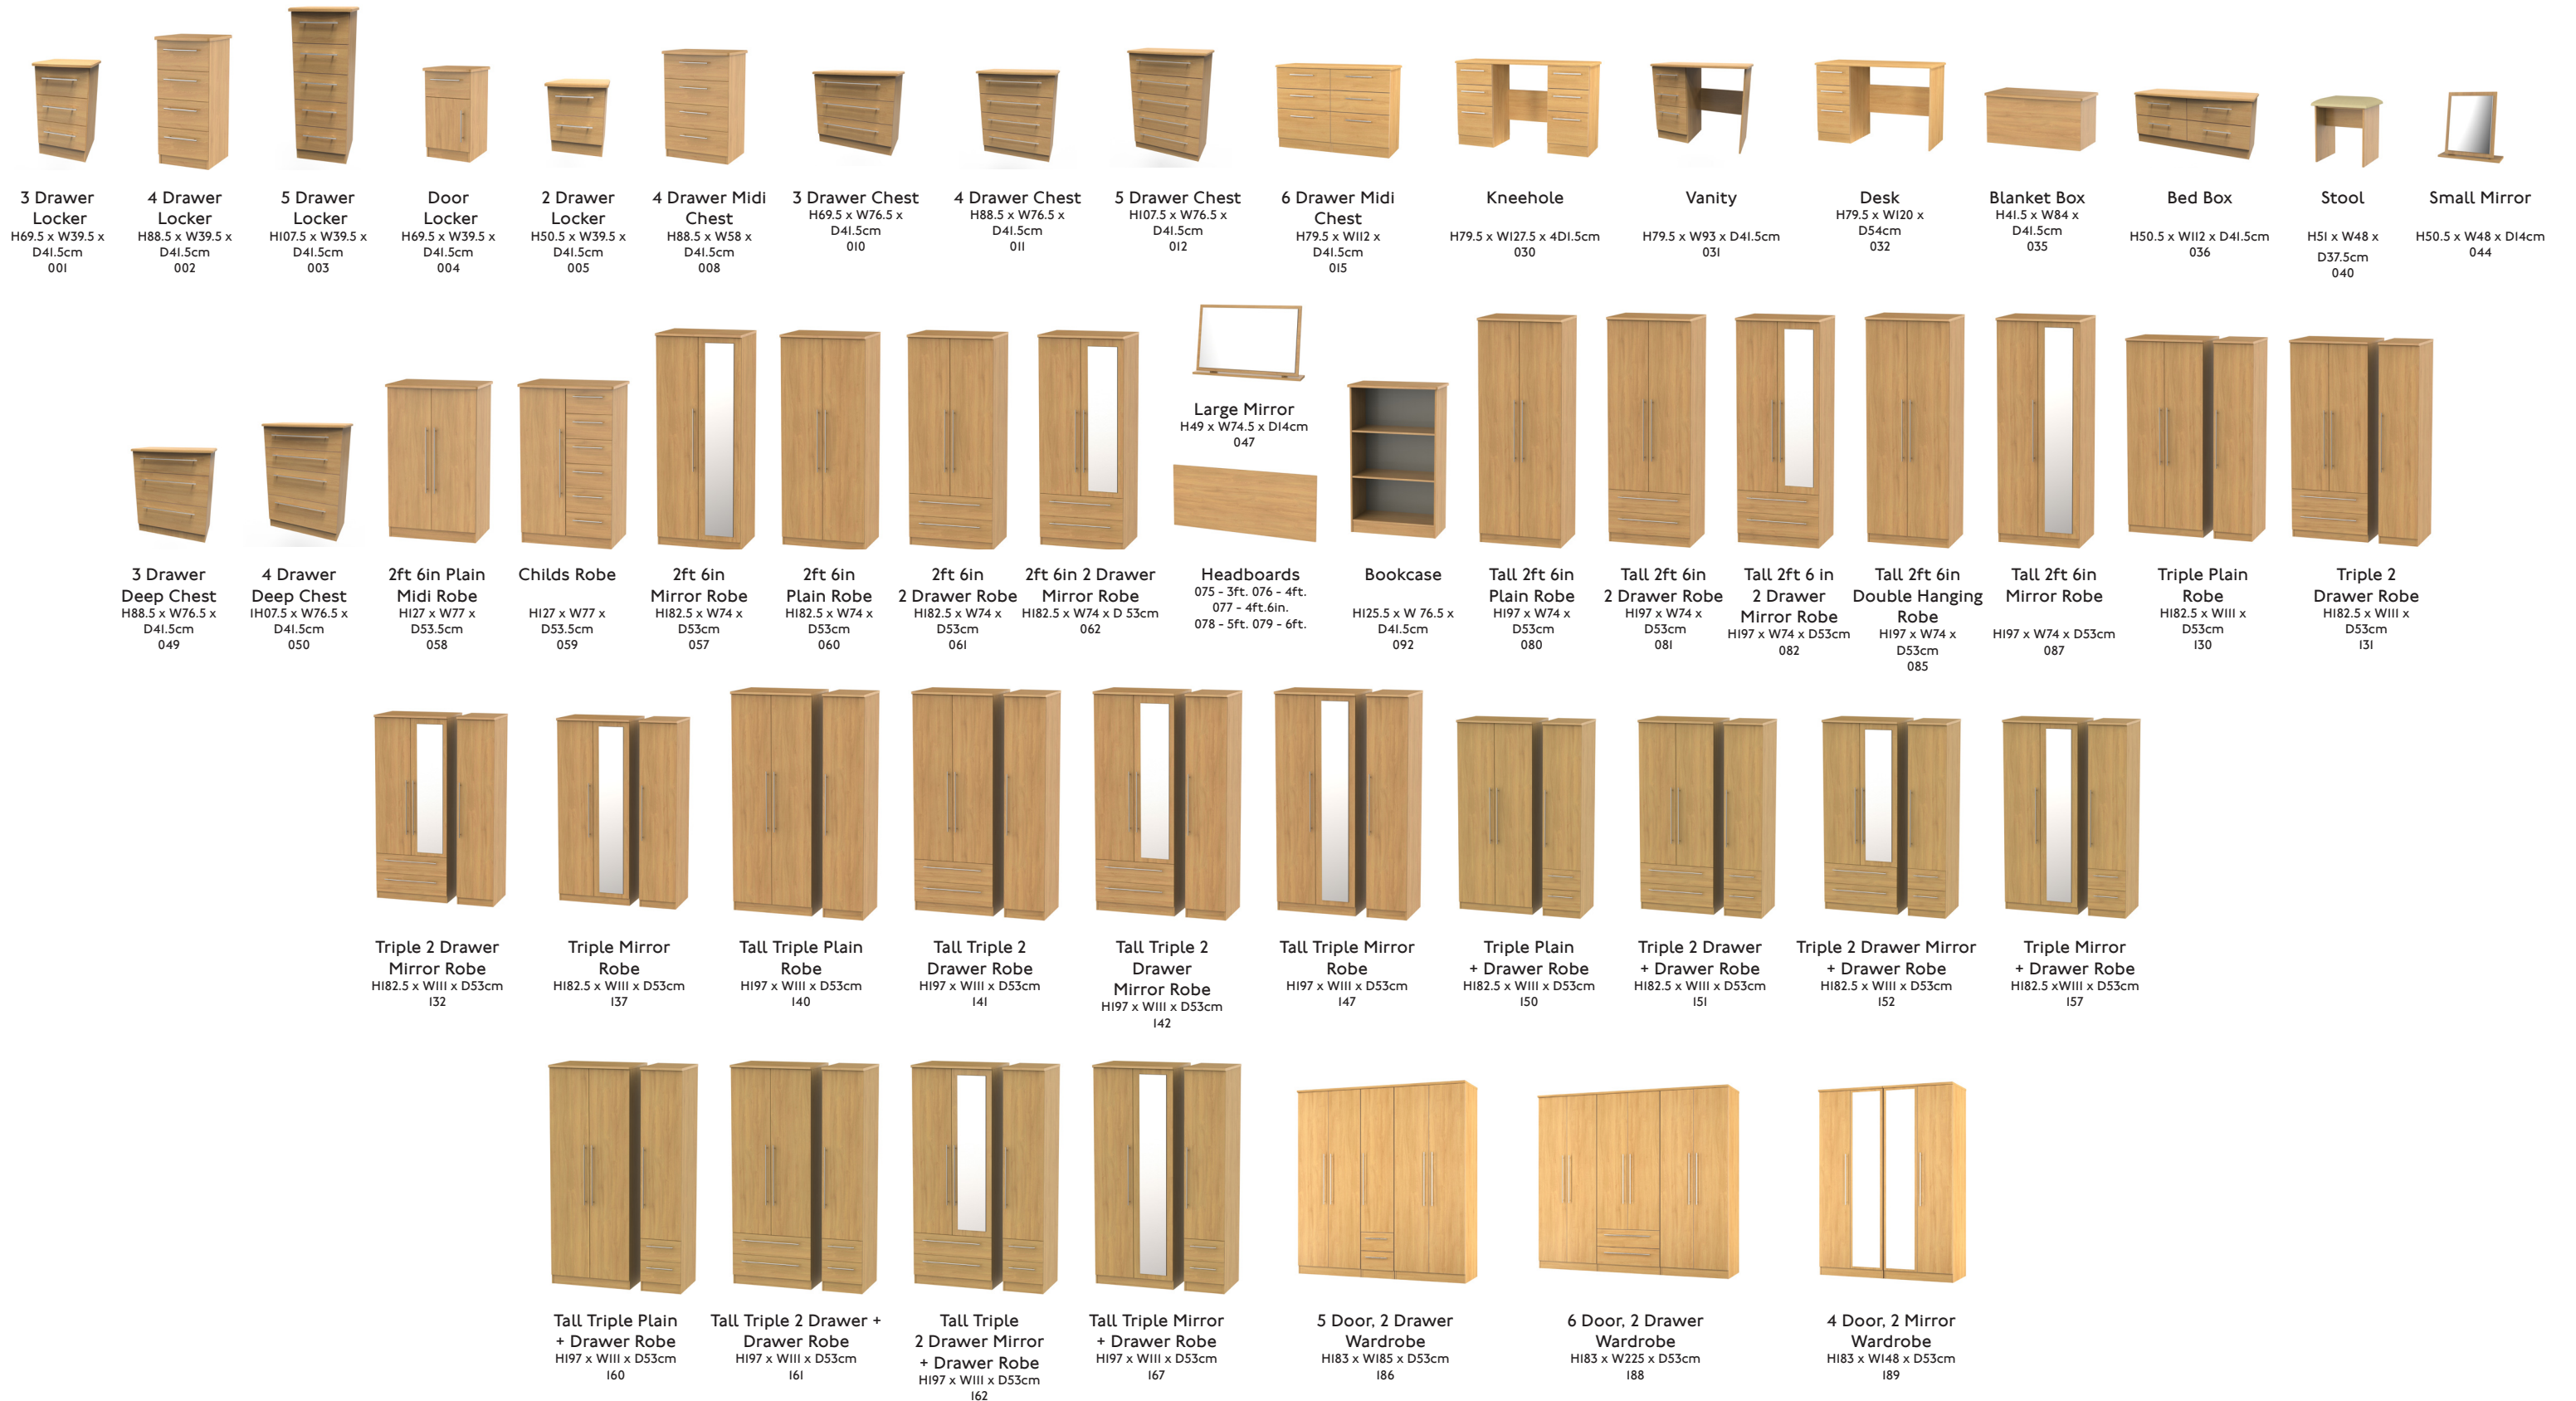 3 Drawer
Locker
H69.5 x W39.5 x
D41.5cm
001
4 Drawer
Locker
H88.5 x W39.5 x
D41.5cm
002
5 Drawer
Locker
H107.5 x W39.5 x
D41.5cm
003
Door
Locker
H69.5 x W39.5 x
D41.5cm
004
2 Drawer
Locker
H50.5 x W39.5 x
D41.5cm
005
4 Drawer Midi
Chest
H88.5 x W58 x
D41.5cm
008
3 Drawer Chest
H69.5 x W76.5 x
D41.5cm
010
4 Drawer Chest
H88.5 x W76.5 x
D41.5cm
011
5 Drawer Chest
H107.5 x W76.5 x
D41.5cm
012
6 Drawer Midi
Chest
H79.5 x W112 x
D41.5cm
015
Kneehole
H79.5 x W127.5 x 4D1.5cm
030
Vanity
H79.5 x W93 x D41.5cm
031
Desk
H79.5 x W120 x
D54cm
032
Blanket Box
H41.5 x W84 x
D41.5cm
035
Bed Box
H50.5 x W112 x D41.5cm
036
Stool
H51 x W48 x
D37.5cm
040
Small Mirror
H50.5 x W48 x D14cm
044
3 Drawer
Deep Chest
H88.5 x W76.5 x
D41.5cm
049
4 Drawer
Deep Chest
1H07.5 x W76.5 x
D41.5cm
050
2ft 6in Plain
Midi Robe
H127 x W77 x
D53.5cm
058
Childs Robe
H127 x W77 x
D53.5cm
059
2ft 6in
Mirror Robe
H182.5 x W74 x
D53cm
057
2ft 6in
Plain Robe
H182.5 x W74 x
D53cm
060
2ft 6in
2 Drawer Robe
H182.5 x W74 x
D53cm
061
2ft 6in 2 Drawer
Mirror Robe
H182.5 x W74 x D 53cm
062
Large Mirror
H49 x W74.5 x D14cm
047
Headboards
075 - 3ft. 076 - 4ft.
077 - 4ft.6in.
078 - 5ft. 079 - 6ft.
Bookcase
H125.5 x W 76.5 x
D41.5cm
092
Tall 2ft 6in
Plain Robe
H197 x W74 x
D53cm
080
Tall 2ft 6in
2 Drawer Robe
H197 x W74 x
D53cm
081
Tall 2ft 6 in
2 Drawer
Mirror Robe
H197 x W74 x D53cm
082
Tall 2ft 6in
Double Hanging
Robe
H197 x W74 x
D53cm
085
Tall 2ft 6in
Mirror Robe
H197 x W74 x D53cm
087
Triple Plain
Robe
H182.5 x W111 x
D53cm
130
Triple 2
Drawer Robe
H182.5 x W111 x
D53cm
131
Triple 2 Drawer
Mirror Robe
H182.5 x W111 x D53cm
132
Triple Mirror
Robe
H182.5 x W111 x D53cm
137
Tall Triple Plain
Robe
H197 x W111 x D53cm
140
Tall Triple 2
Drawer Robe
H197 x W111 x D53cm
141
Tall Triple 2
Drawer
Mirror Robe
H197 x W111 x D53cm
142
Tall Triple Mirror
Robe
H197 x W111 x D53cm
147
Triple Plain
+ Drawer Robe
H182.5 x W111 x D53cm
150
Triple 2 Drawer
+ Drawer Robe
H182.5 x W111 x D53cm
151
Triple 2 Drawer Mirror
+ Drawer Robe
H182.5 x W111 x D53cm
152
Triple Mirror
+ Drawer Robe
H182.5 xW111 x D53cm
157
Tall Triple Plain
+ Drawer Robe
H197 x W111 x D53cm
160
Tall Triple 2 Drawer +
Drawer Robe
H197 x W111 x D53cm
161
Tall Triple
2 Drawer Mirror
+ Drawer Robe
H197 x W111 x D53cm
162
Tall Triple Mirror
+ Drawer Robe
H197 x W111 x D53cm
167
5 Door, 2 Drawer
Wardrobe
H183 x W185 x D53cm
186
6 Door, 2 Drawer
Wardrobe
H183 x W225 x D53cm
188
4 Door, 2 Mirror
Wardrobe
H183 x W148 x D53cm
189